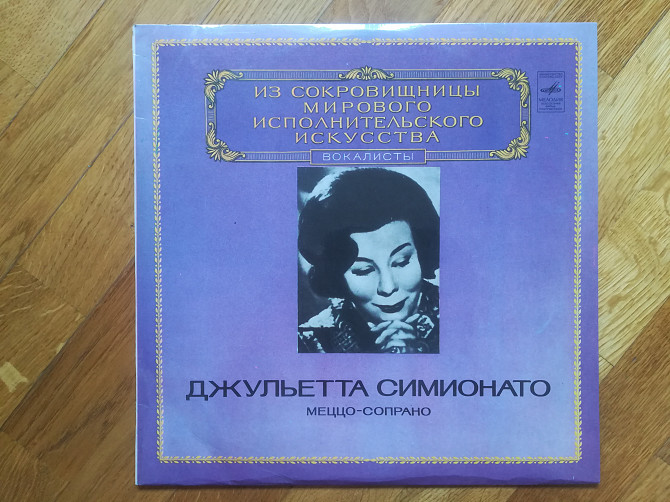 ИЗ СОКРОВИЩНИЦЫ
МИРОВОГО
ИСПОЛНИТЕЛЬСКОГО
ИСКУССТВА
ВОКАЛИСТЫ
ДЖУЛЬЕТТА СИМИОНАТО
МЕЦЦО-СОПРАНО